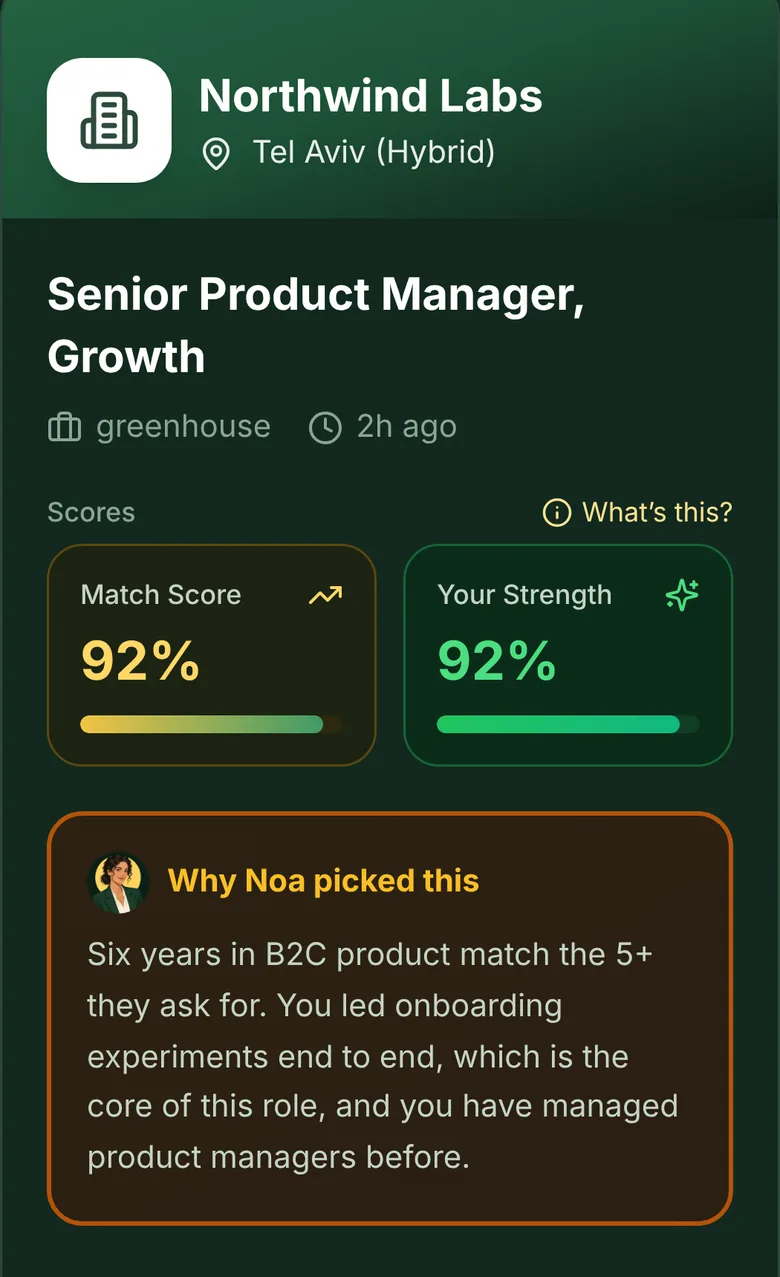 Northwind Labs
Tel Aviv (Hybrid)
Senior Product Manager,
Growth
greenhouse 2h ago
Scores What’s this?
Match Score
92%
Your Strength
92%
Why Noa picked this
Six years in B2C product match the 5+
they ask for. You led onboarding
experiments end to end, which is the
core of this role, and you have managed
product managers before.